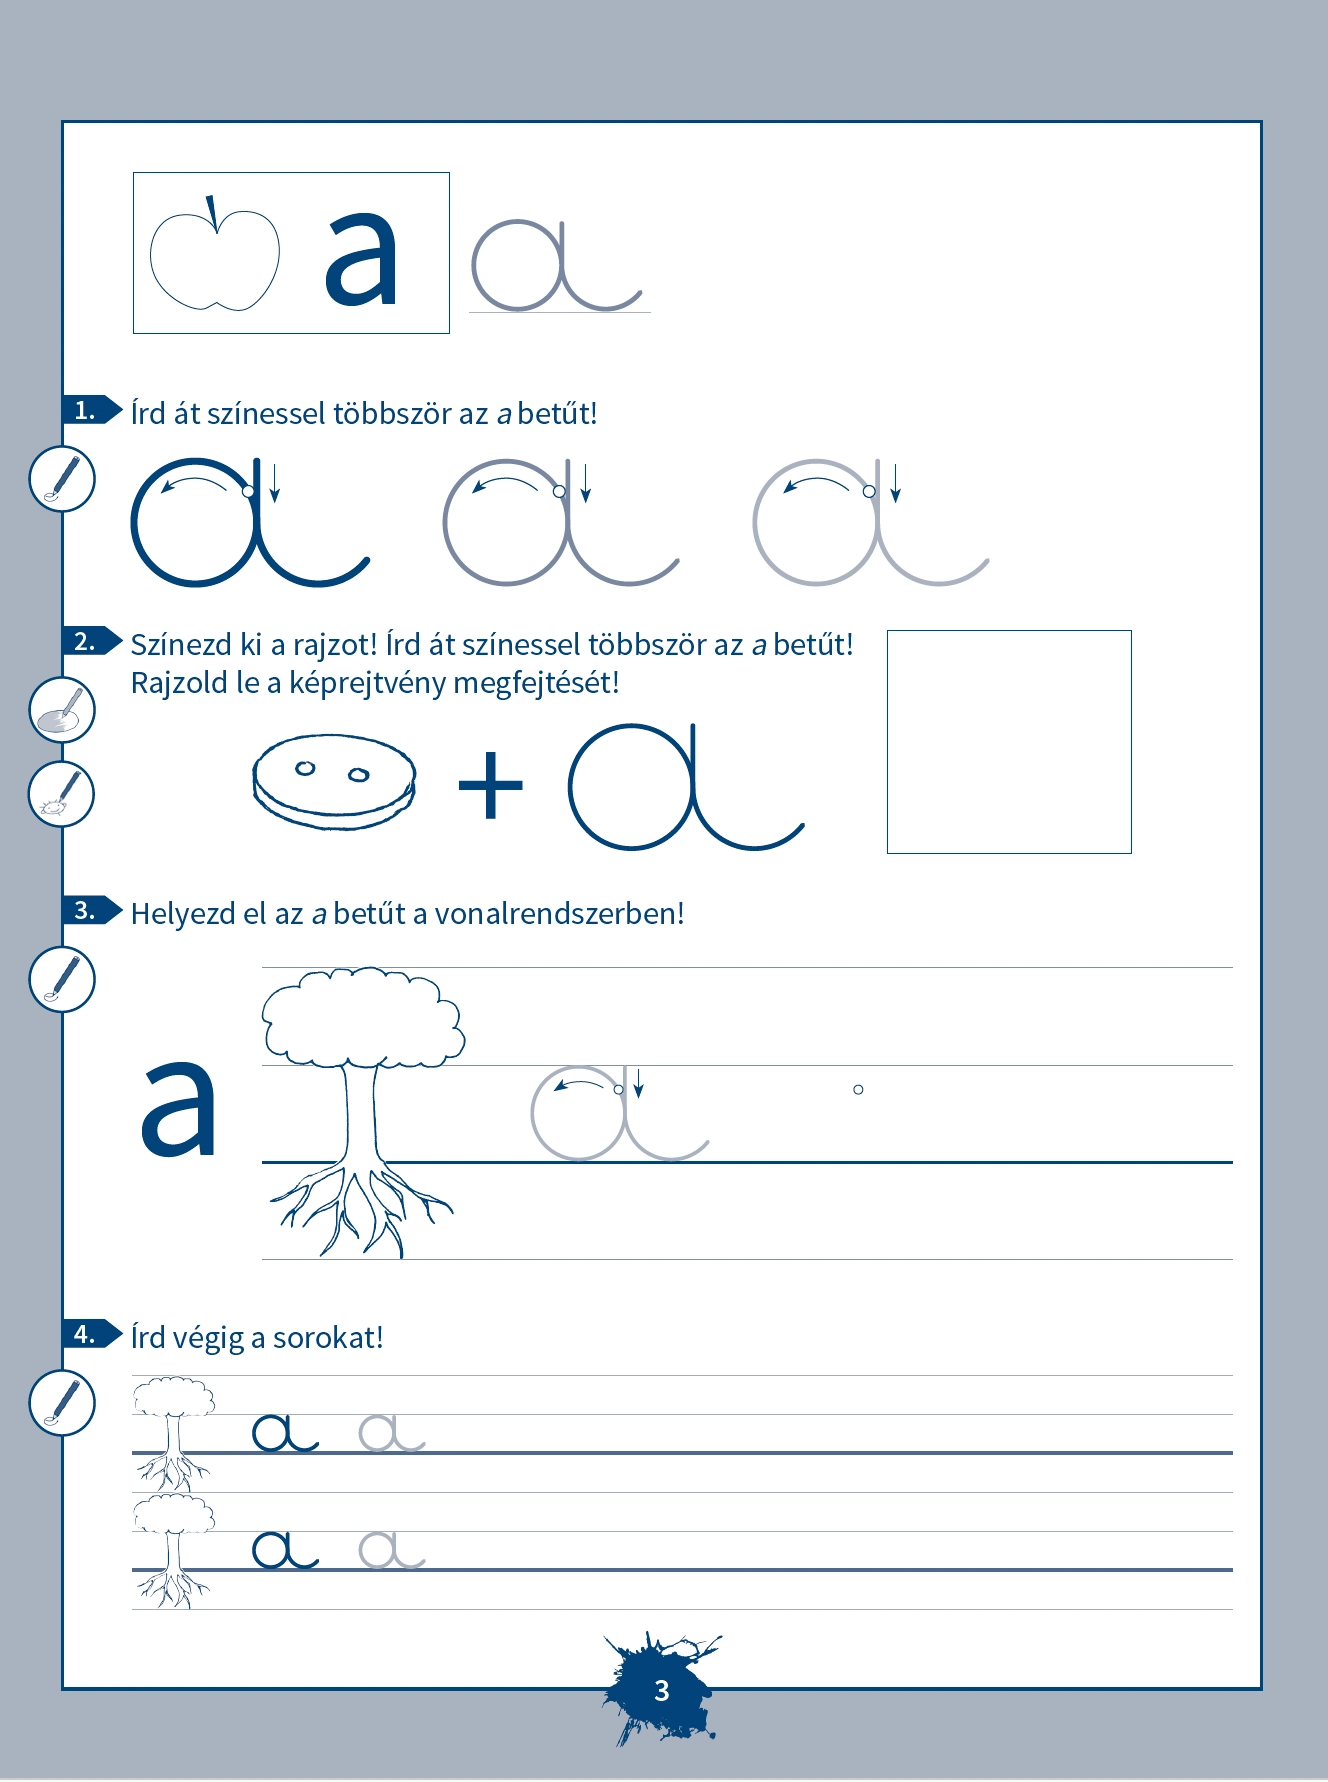 a a
1. Írd át színessel többször az a betűt!
a a a
2. Színezd ki a rajzot! Írd át színessel többször az a betűt!
Rajzold le a képrejtvény megfejtését!
+ a
3. Helyezd el az a betűt a vonalrendszerben!
a a
4. Írd végig a sorokat!
a a
a a
3